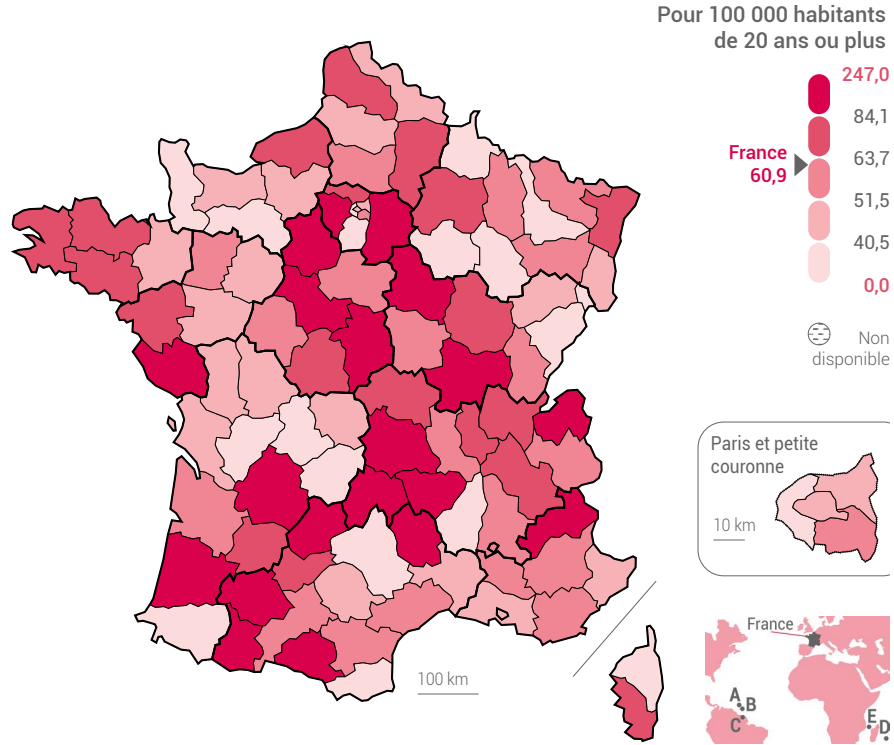 Pour 100 000 habitants
de 20 ans ou plus
247,0
84,1
France
60,9
63,7
51,5
40,5
0,0
Non
disponible
Paris et petite
couronne
10 km
100 km
France
A
B
C
E
D